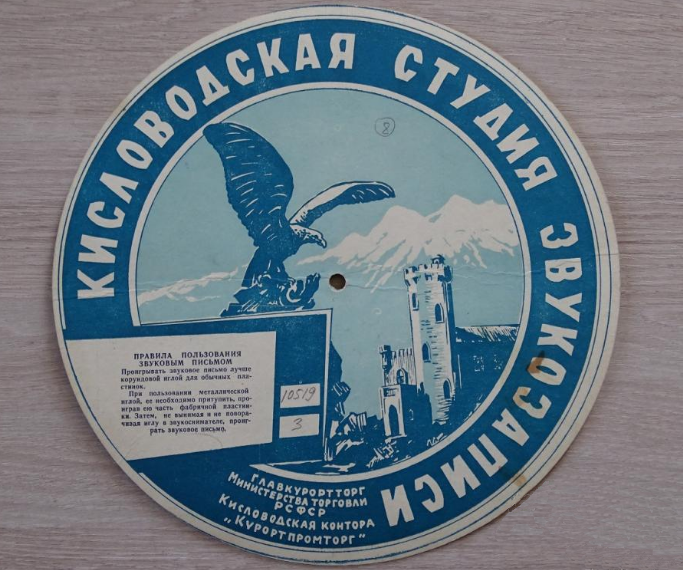 КИСЛОВОДСКАЯ СТУДИЯ ЗВУКОЗАПИСИ
8
ПРАВИЛА ПОЛЬЗОВАНИЯ
ЗВУКОВЫМ ПИСЬМОМ
Проигрывать звуковое письмо лучше
корундовой иглой для обычных пла-
стинок.
При пользовании металлической
иглой, ее необходимо притупить, про-
играв ею часть фабричной пластин-
ки. Затем, не вынимая и не повора-
чивая иглу в звукоснимателе, проиг-
рать звуковое письмо.
10519
3
ГЛАВКУРОРТТОРГ
МИНИСТЕРСТВА ТОРГОВЛИ
РСФСР
КИСЛОВОДСКАЯ КОНТОРА
„КУРОРТПРОМТОРГ"